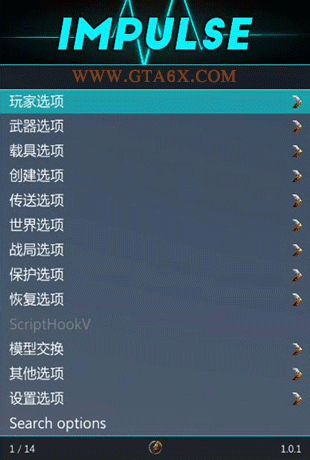 IMPULSE
WWW.GTA6X.COM
玩家选项
武器选项
载具选项
创建选项
传送选项
世界选项
战局选项
保护选项
恢复选项
ScriptHookV
模型交换
其他选项
设置选项
Search options
1 / 14 1.0.1